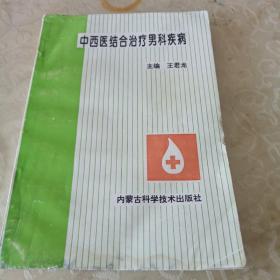 中西医结合治疗男科疾病
主编 王君龙
内蒙古科学技术出版社